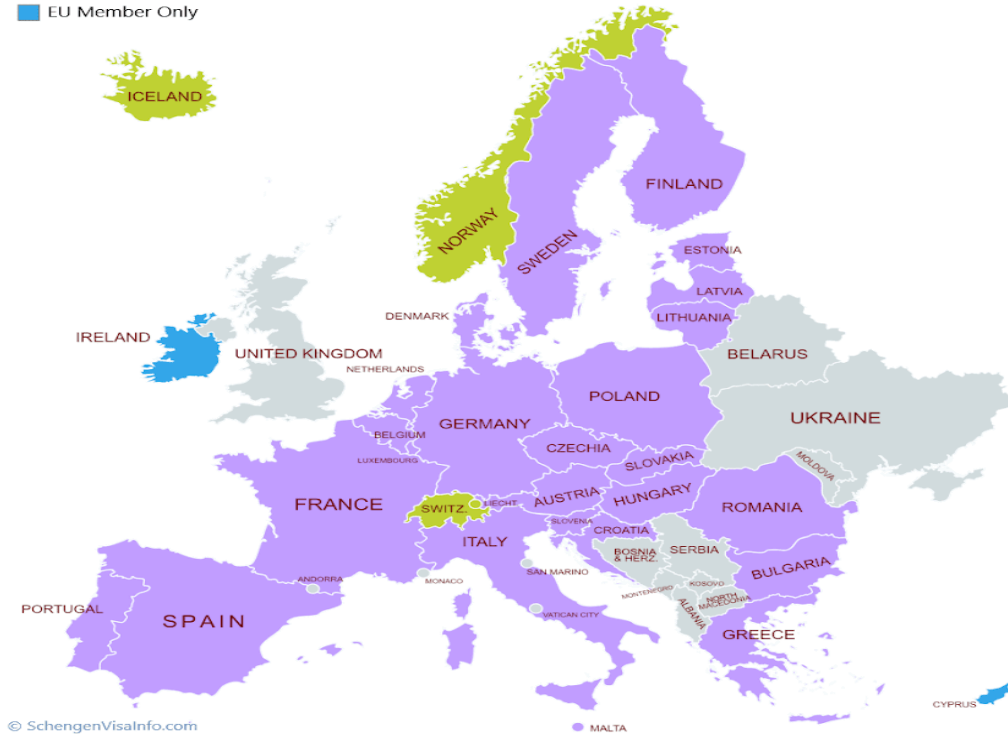 EU Member Only
ICELAND
FINLAND
NORWAY
SWEDEN
ESTONIA
LATVIA
LITHUANIA
DENMARK
IRELAND
UNITED KINGDOM
NETHERLANDS
BELARUS
POLAND
UKRAINE
GERMANY
BELGIUM
CZECHIA
LUXEMBOURG
SLOVAKIA
MOLDOVA
FRANCE
SWITZ.
LIECHT
AUSTRIA
HUNGARY
ROMANIA
SLOVENIA
CROATIA
ITALY
BOSNIA
& HERZ.
SERBIA
BULGARIA
SAN MARINO
ANDORRA
MONACO
KOSOVO
MONTENEGRO
NORTH
MACEDONIA
ALBANIA
PORTUGAL
SPAIN
VATICAN CITY
GREECE
CYPRUS
© SchengenVisaInfo.com
MALTA